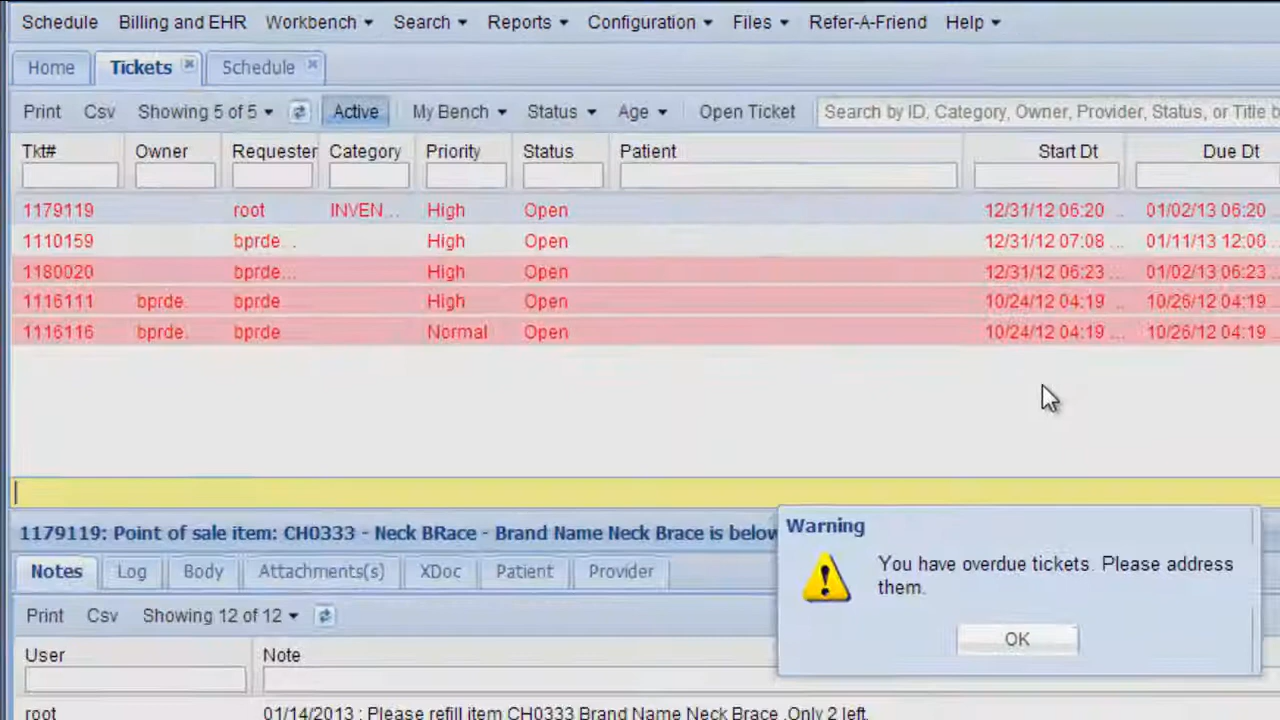 Schedule Billing and EHR Workbench Search Reports Configuration Files Refer-A-Friend Help
Home Tickets Schedule
Print Csv Showing 5 of 5 Active My Bench Status Age Open Ticket Search by ID, Category, Owner, Provider, Status, or Title
Tkt# Owner Requester Category Priority Status Patient Start Dt Due Dt
1179119 root INVEN... High Open 12/31/12 06:20 ... 01/02/13 06:20 ...
1110159 bprde... High Open 12/31/12 07:08 ... 01/11/13 12:00 ...
1180020 bprde... High Open 12/31/12 06:23 ... 01/02/13 06:23 ...
1116111 bprde. bprde High Open 10/24/12 04:19 ... 10/26/12 04:19 ...
1116116 bprde. bprde Normal Open 10/24/12 04:19 ... 10/26/12 04:19 ...
1179119: Point of sale item: CH0333 - Neck BRace - Brand Name Neck Brace is below
Warning
You have overdue tickets. Please address
them.
OK
Notes Log Body Attachments(s) XDoc Patient Provider
Print Csv Showing 12 of 12
User Note
root 01/14/2013 : Please refill item CH0333 Brand Name Neck Brace .Only 2 left.